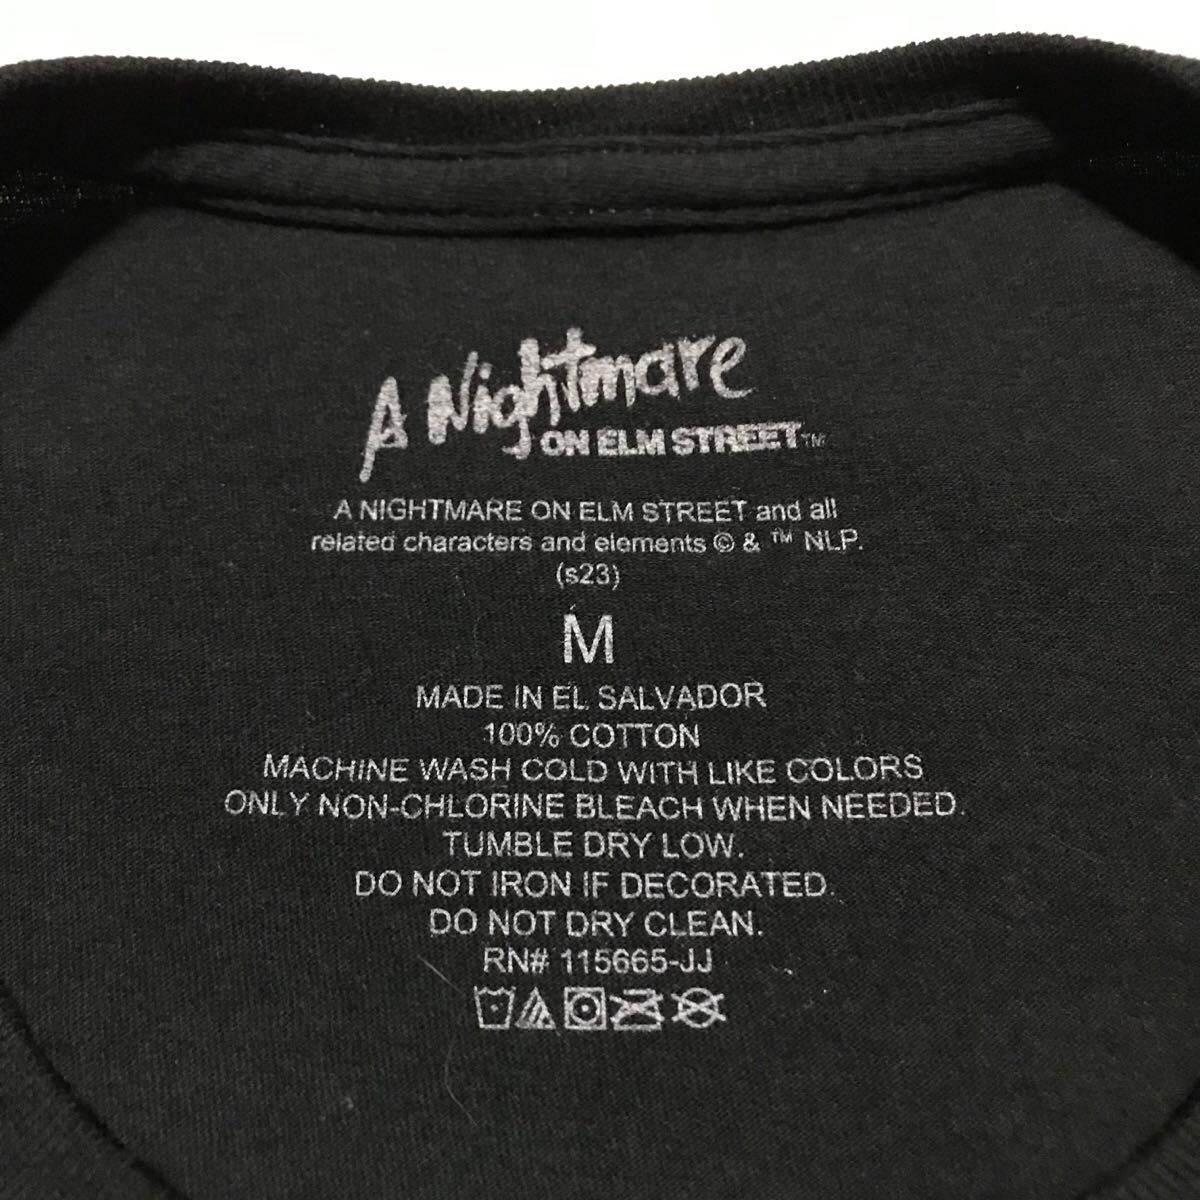 A Nightmare
ON ELM STREET™
A NIGHTMARE ON ELM STREET and all
related characters and elements © & ™ NLP.
(s23)
M
MADE IN EL SALVADOR
100% COTTON
MACHINE WASH COLD WITH LIKE COLORS
ONLY NON-CHLORINE BLEACH WHEN NEEDED.
TUMBLE DRY LOW.
DO NOT IRON IF DECORATED.
DO NOT DRY CLEAN.
RN# 115665-JJ